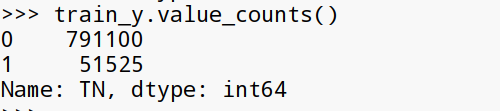 >>> train_y.value_counts()
0    791100
1     51525
Name: TN, dtype: int64